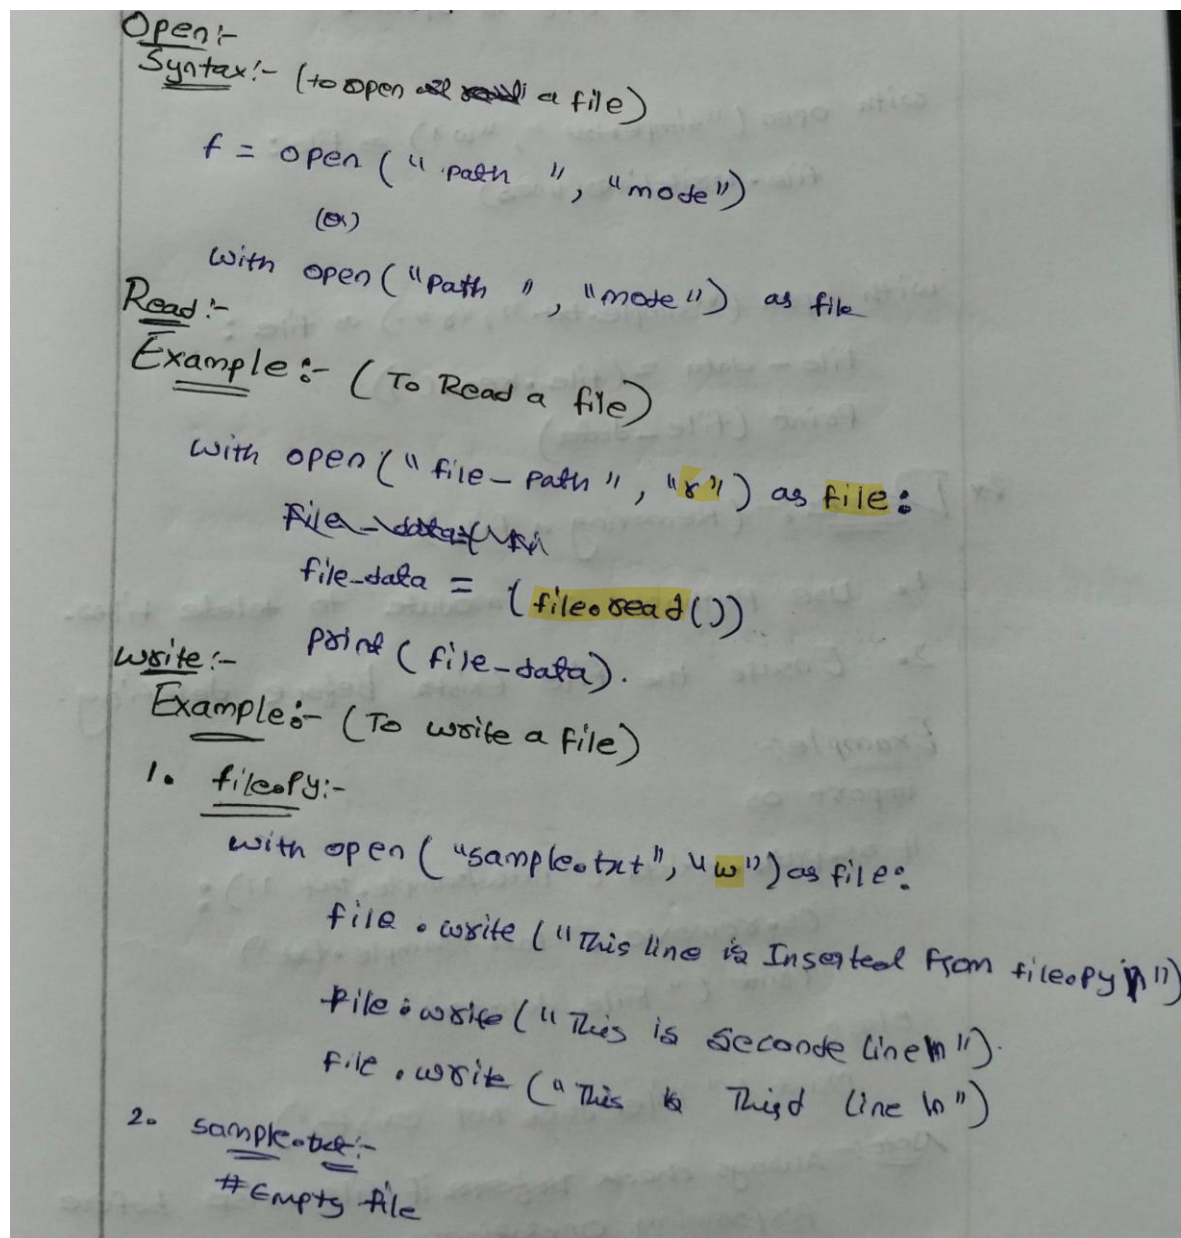 Open:-
Syntax:- (to open a file)
f = open (" path ", "mode")
(or)
with open ("path ", "mode") as file
Read:-
Example:- (To Read a file)
with open ("file-path", "r") as file:
file_data = (file.read())
print (file_data).
write:-
Example:- (To write a file)
1. file.py:-
with open ("sample.txt", "w") as file:
file.write ("This line is Inserted from file.py \n")
file.write ("This is Seconde line \n").
file.write ("This is Third line \n")
2. sample.txt:-
#Empty file